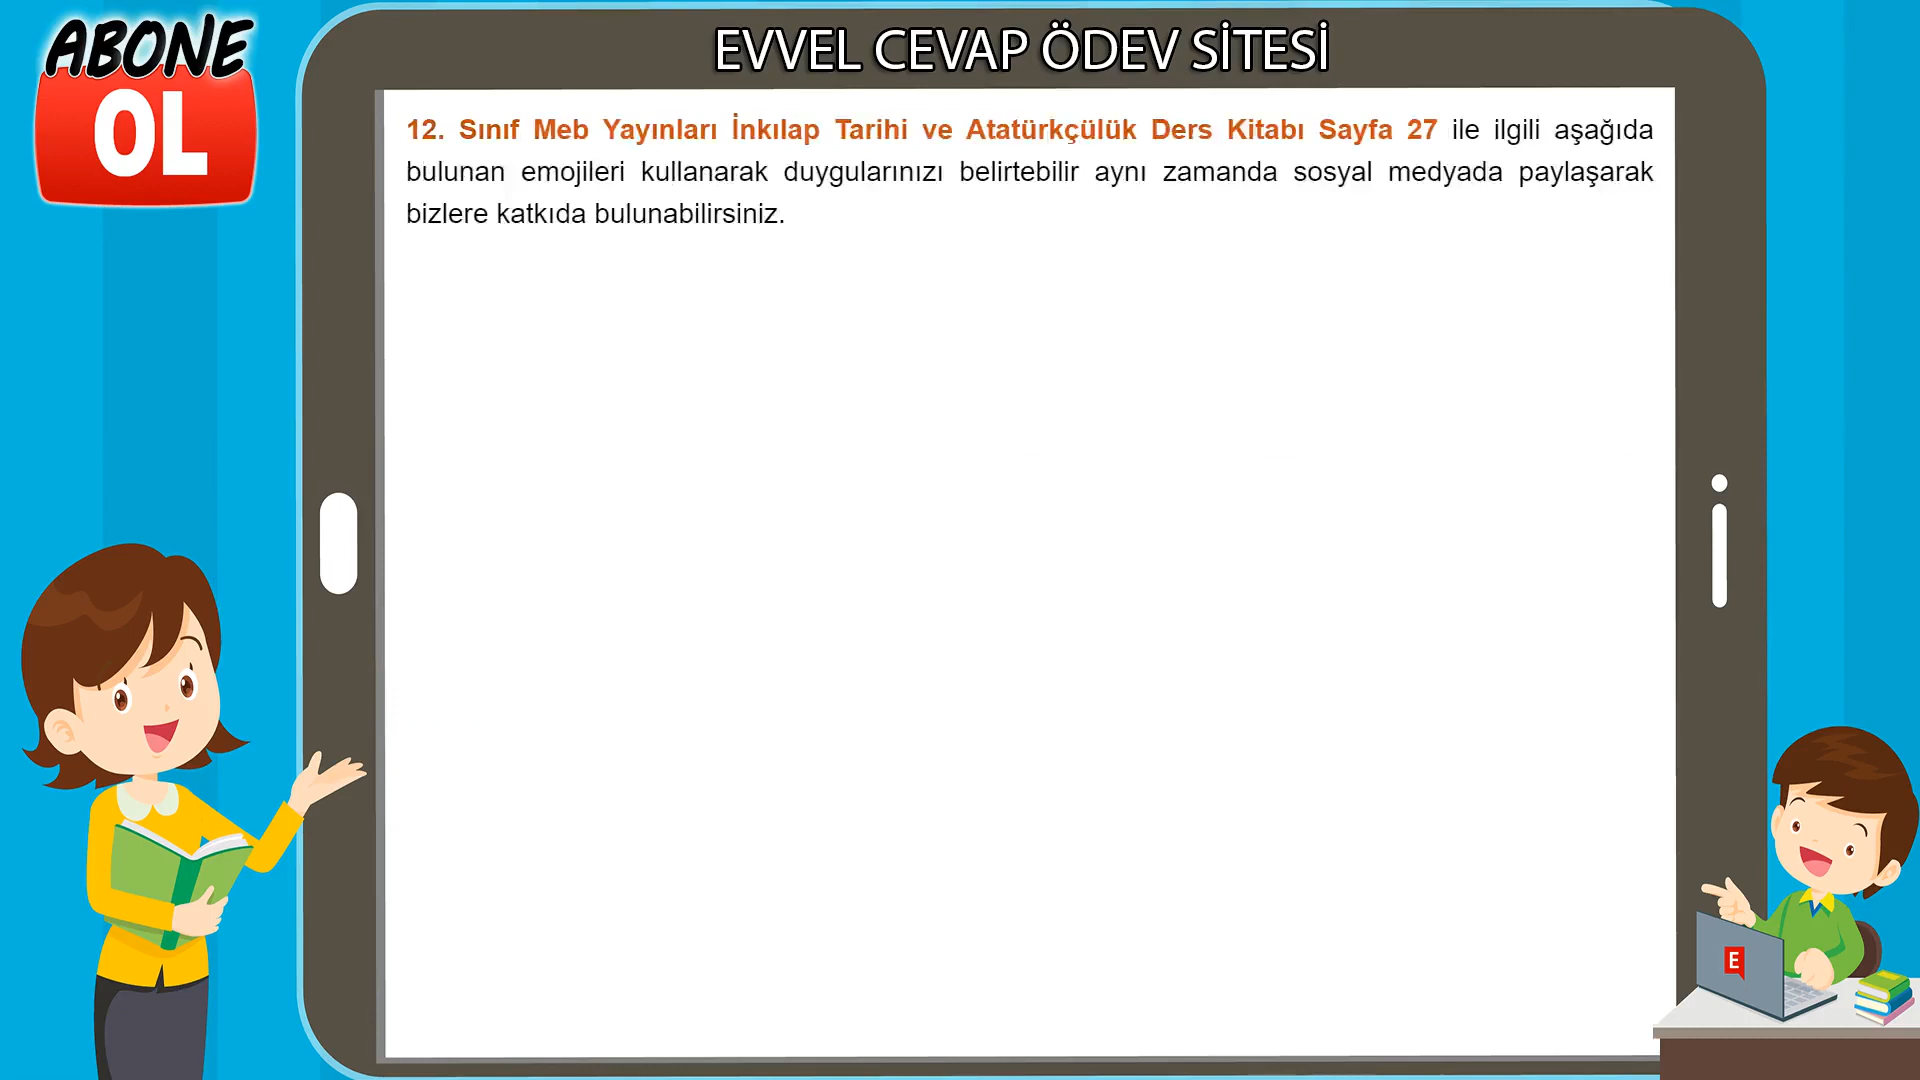 ABONE
OL
EVVEL CEVAP ÖDEV SİTESİ
12. Sınıf Meb Yayınları İnkılap Tarihi ve Atatürkçülük Ders Kitabı Sayfa 27 ile ilgili aşağıda
bulunan emojileri kullanarak duygularınızı belirtebilir aynı zamanda sosyal medyada paylaşarak
bizlere katkıda bulunabilirsiniz.
E